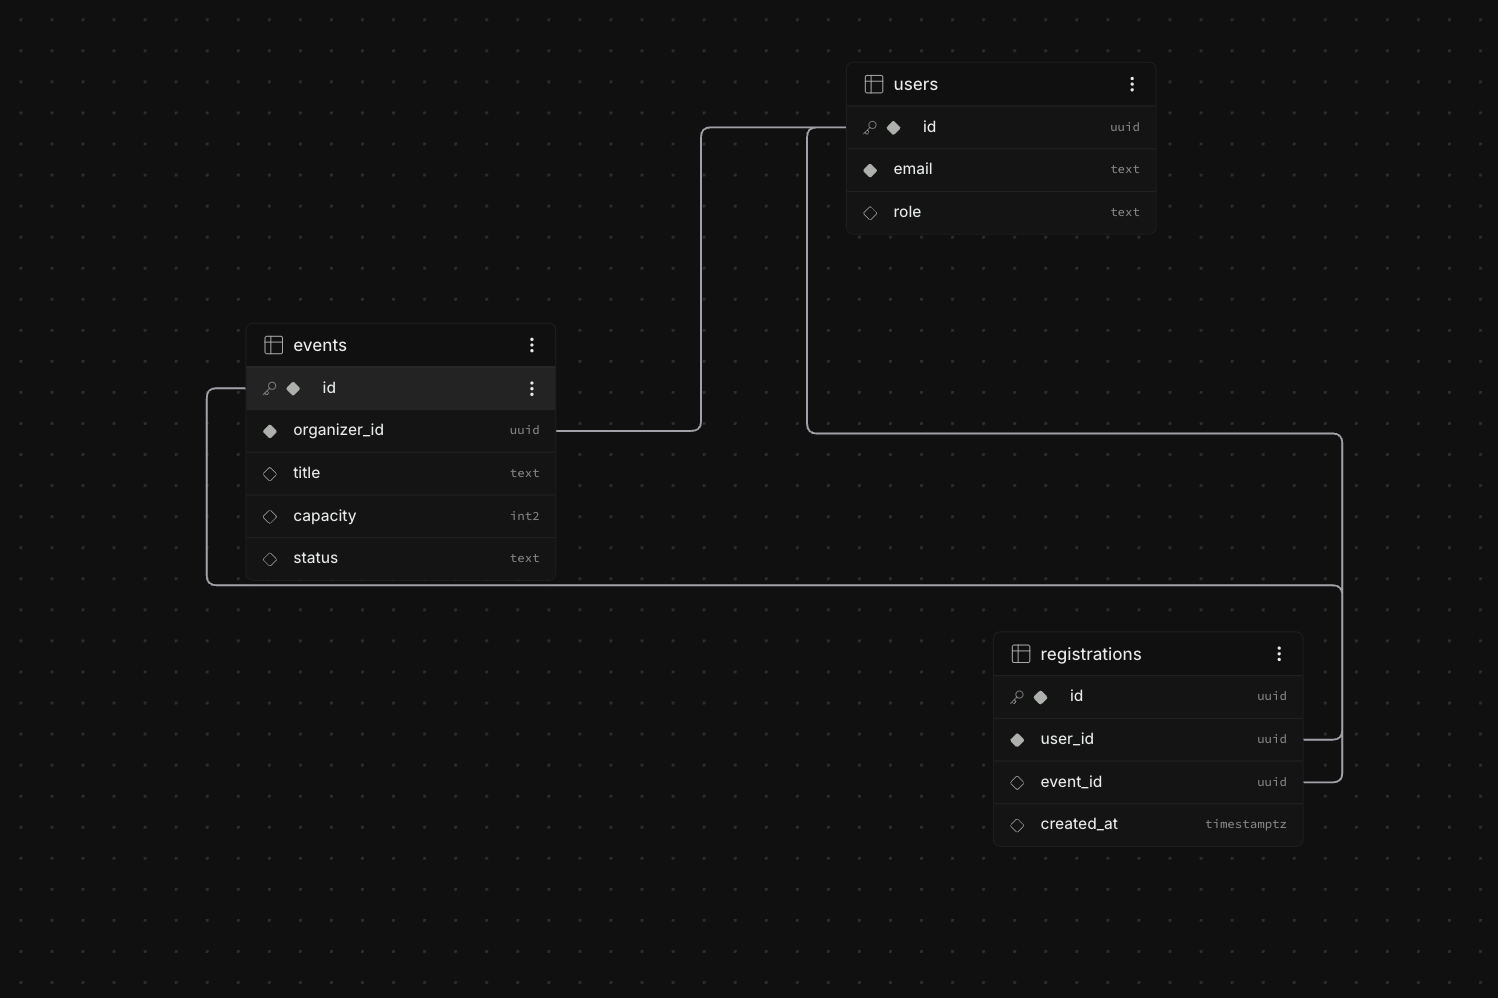 users
id uuid
email text
role text
events
id
organizer_id uuid
title text
capacity int2
status text
registrations
id uuid
user_id uuid
event_id uuid
created_at timestamptz